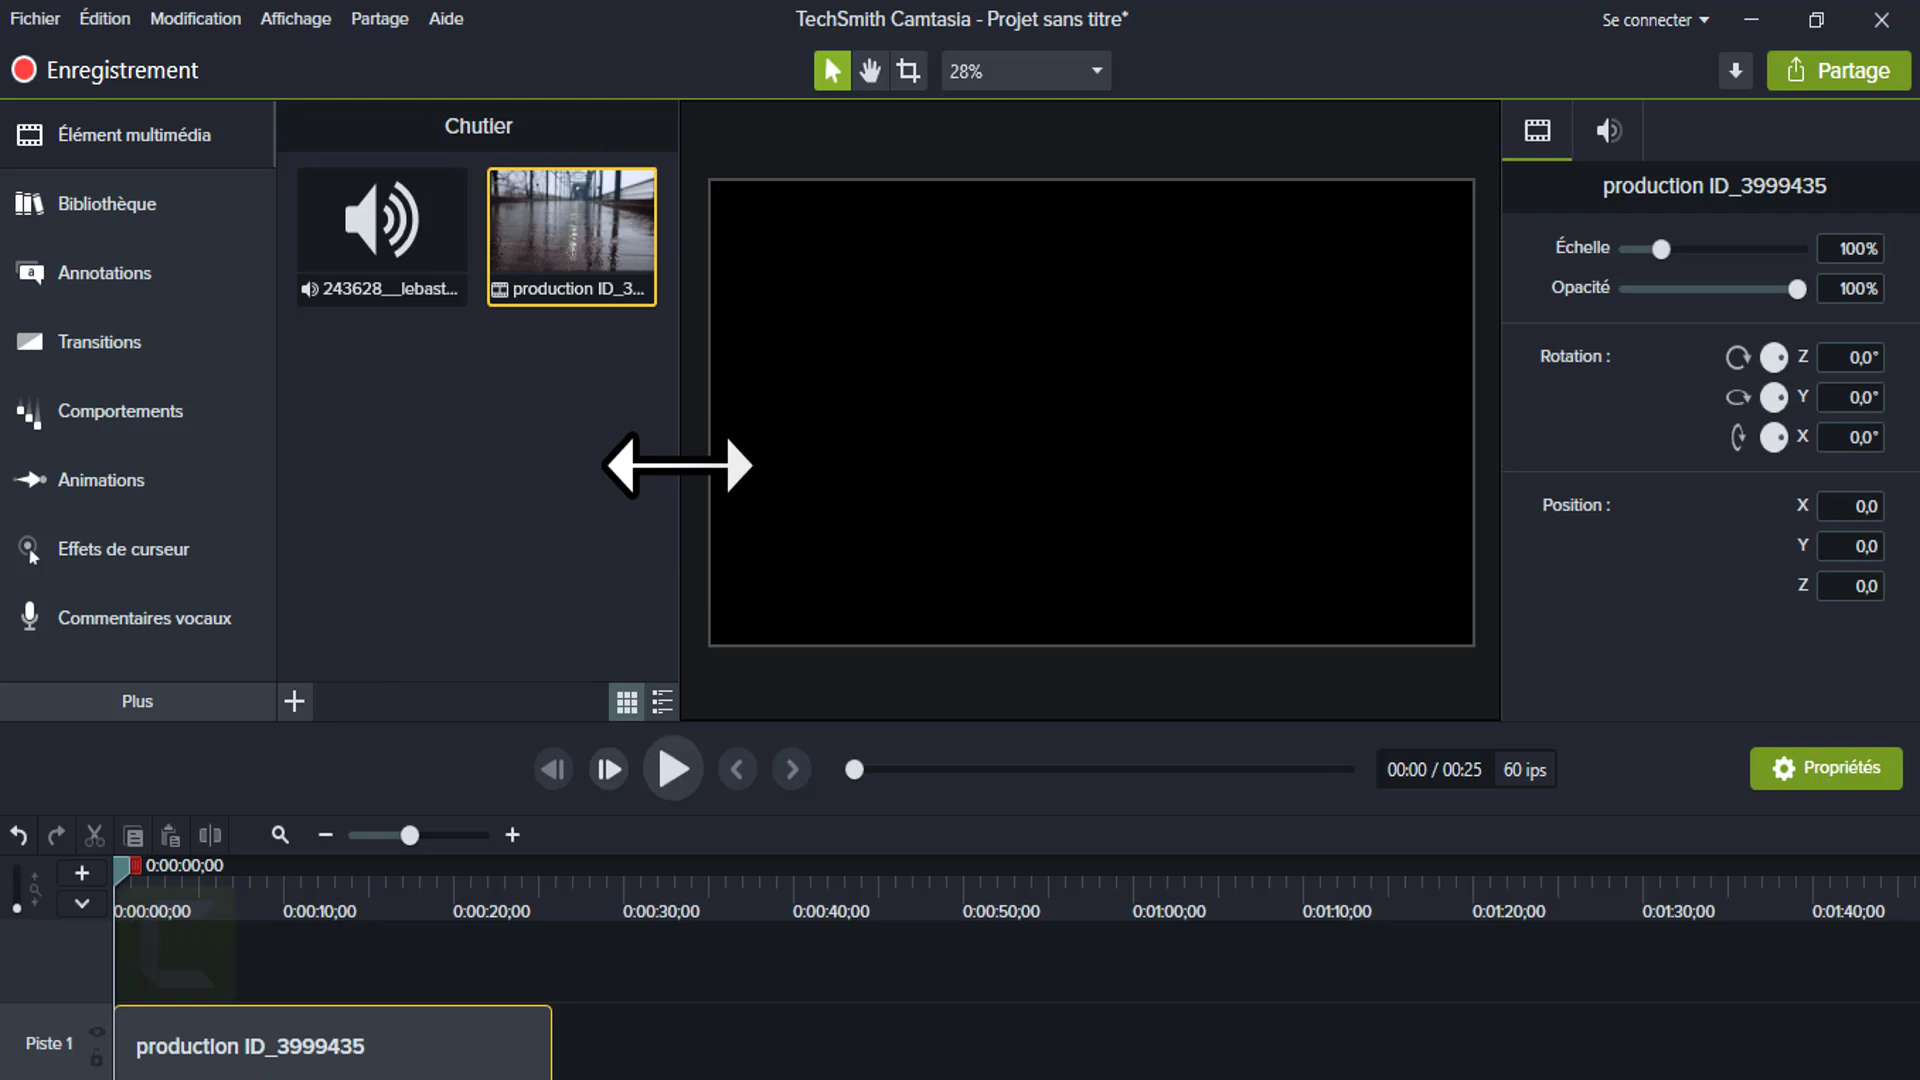 Fichier Édition Modification Affichage Partage Aide
TechSmith Camtasia - Projet sans titre*
Se connecter
Enregistrement
28%
Partage
Élément multimédia
Bibliothèque
Annotations
Transitions
Comportements
Animations
Effets de curseur
Commentaires vocaux
Plus
Chutier
243628__lebast...
production ID_3...
production ID_3999435
Échelle 100%
Opacité 100%
Rotation : Z 0,0°
Y 0,0°
X 0,0°
Position : X 0,0
Y 0,0
Z 0,0
00:00 / 00:25 60 ips
Propriétés
0:00:00;00
0:00:00;00 0:00:10;00 0:00:20;00 0:00:30;00 0:00:40;00 0:00:50;00 0:01:00;00 0:01:10;00 0:01:20;00 0:01:30;00 0:01:40;00
Piste 1
production ID_3999435